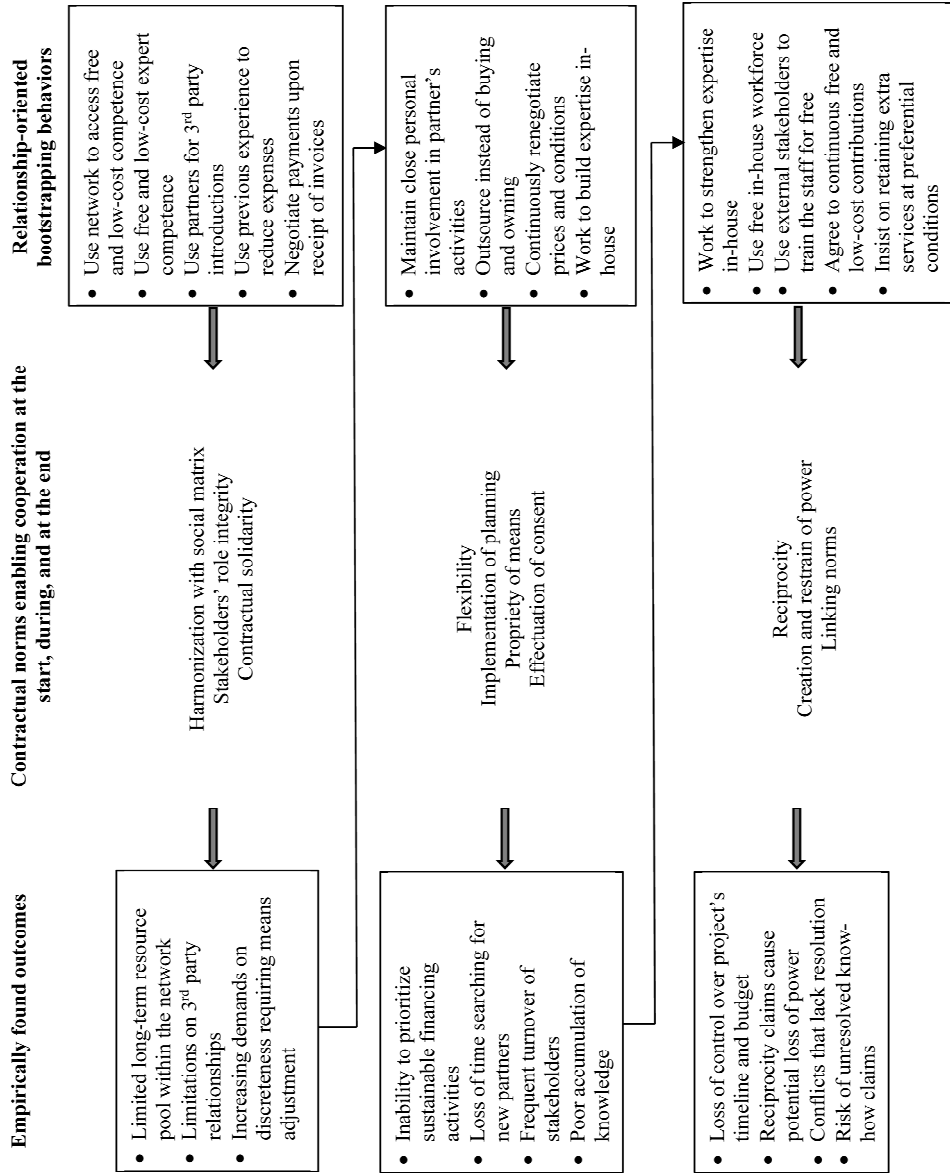 Relationship-oriented
bootstrapping behaviors
Contractual norms enabling cooperation at the
start, during, and at the end
Empirically found outcomes
• Use network to access free
and low-cost competence
• Use free and low-cost expert
competence
• Use partners for 3rd party
introductions
• Use previous experience to
reduce expenses
• Negotiate payments upon
receipt of invoices
Harmonization with social matrix
Stakeholders' role integrity
Contractual solidarity
• Limited long-term resource
pool within the network
• Limitations on 3rd party
relationships
• Increasing demands on
discreteness requiring means
adjustment
• Maintain close personal
involvement in partner's
activities
• Outsource instead of buying
and owning
• Continuously renegotiate
prices and conditions
• Work to build expertise in-
house
Flexibility
Implementation of planning
Propriety of means
Effectuation of consent
• Inability to prioritize
sustainable financing
activities
• Loss of time searching for
new partners
• Frequent turnover of
stakeholders
• Poor accumulation of
knowledge
• Work to strengthen expertise
in-house
• Use free in-house workforce
• Use external stakeholders to
train the staff for free
• Agree to continuous free and
low-cost contributions
• Insist on retaining extra
services at preferential
conditions
Reciprocity
Creation and restrain of power
Linking norms
• Loss of control over project's
timeline and budget
• Reciprocity claims cause
potential loss of power
• Conflicts that lack resolution
• Risk of unresolved know-
how claims